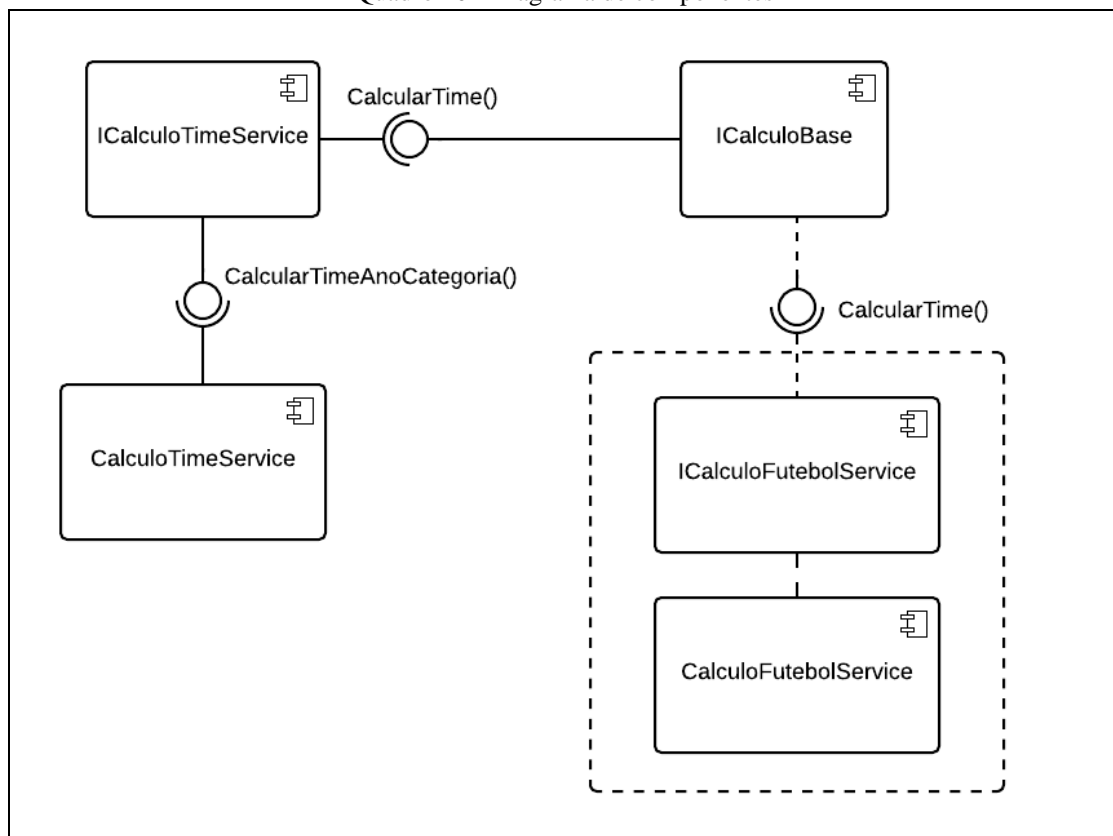 CalcularTime()
ICalculoTimeService
ICalculoBase
CalcularTimeAnoCategoria()
CalcularTime()
CalculoTimeService
ICalculoFutebolService
CalculoFutebolService